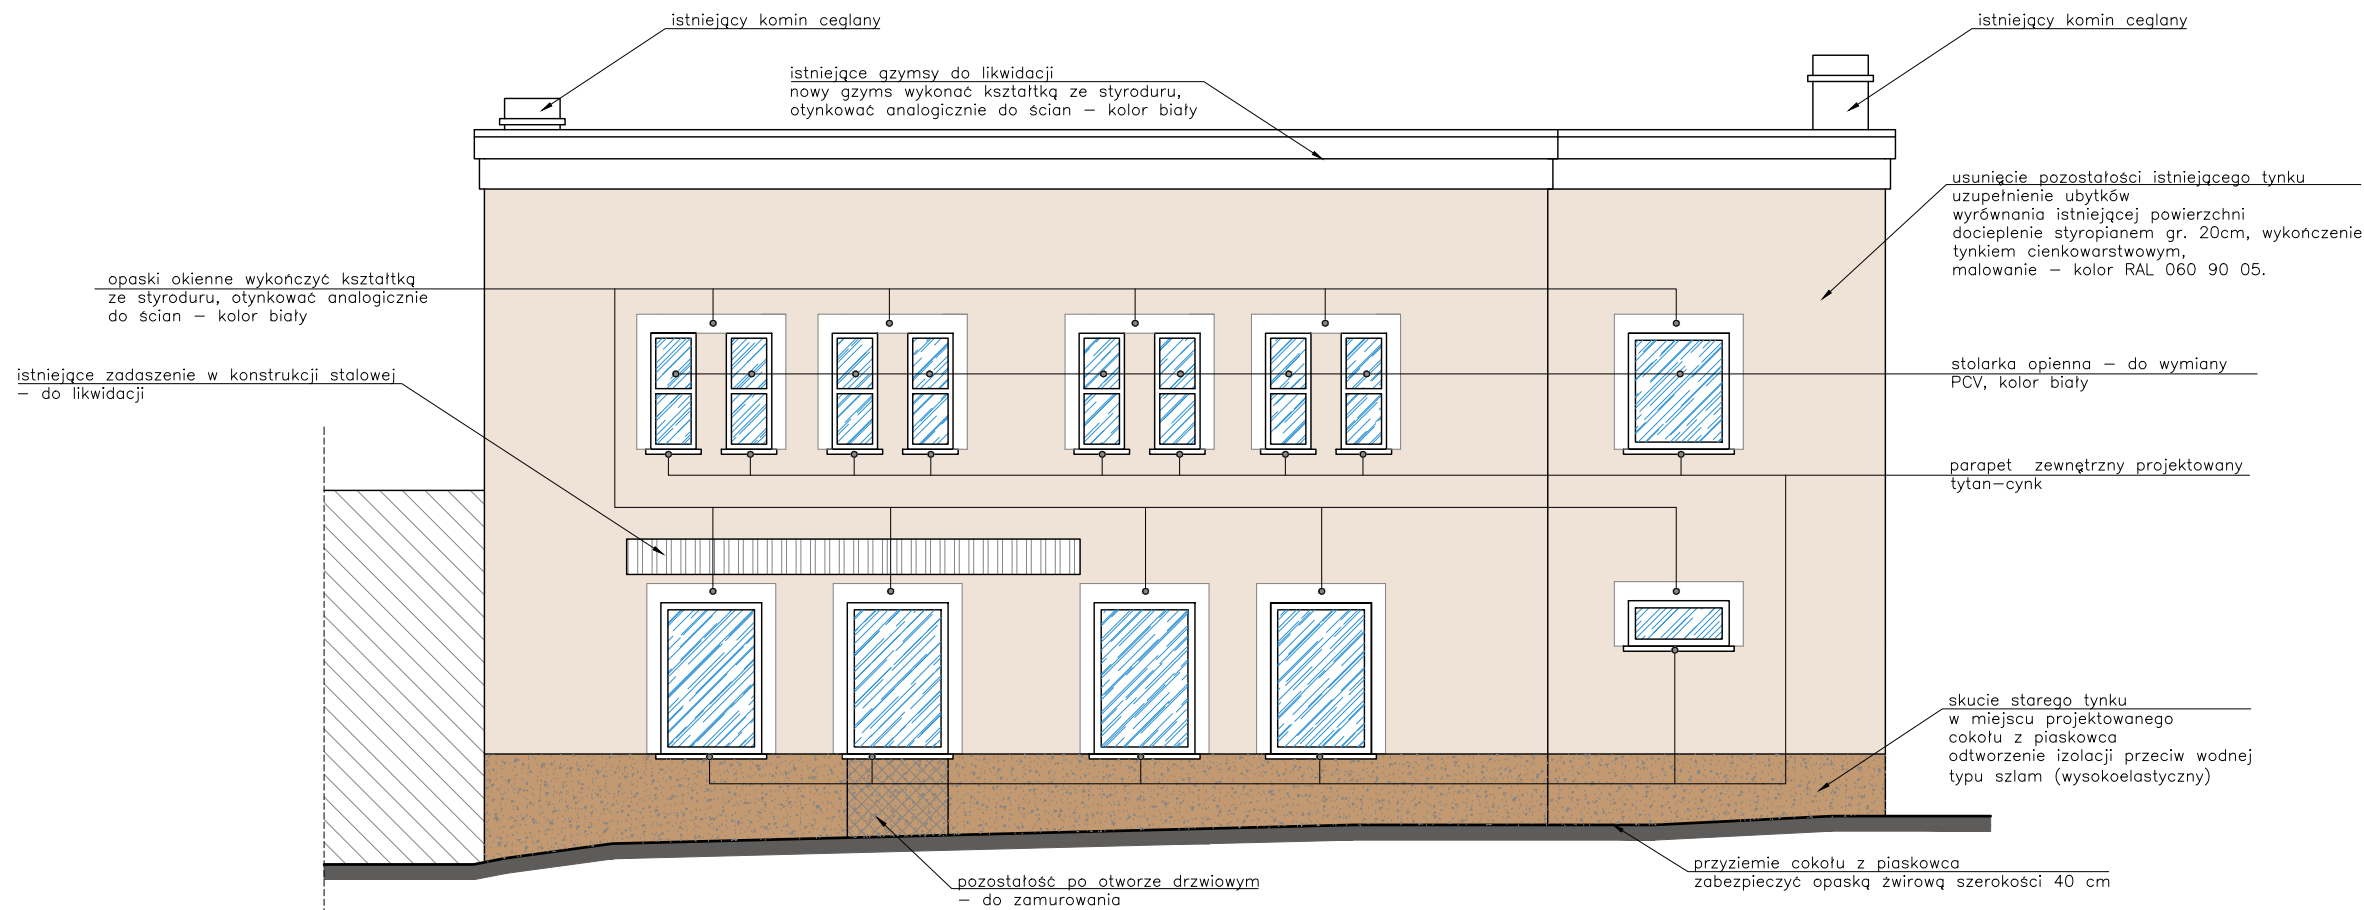 istniejący komin ceglany
istniejący komin ceglany
istniejące gzymsy do likwidacji
nowy gzyms wykonać kształtką ze styroduru,
otynkować analogicznie do ścian – kolor biały
usunięcie pozostałości istniejącego tynku
uzupełnienie ubytków
wyrównania istniejącej powierzchni
docieplenie styropianem gr. 20cm, wykończenie
tynkiem cienkowarstwowym,
malowanie – kolor RAL 060 90 05.
opaski okienne wykończyć kształtką
ze styroduru, otynkować analogicznie
do ścian – kolor biały
istniejące zadaszenie w konstrukcji stalowej
– do likwidacji
stolarka opienna – do wymiany
PCV, kolor biały
parapet zewnętrzny projektowany
tytan–cynk
skucie starego tynku
w miejscu projektowanego
cokołu z piaskowca
odtworzenie izolacji przeciw wodnej
typu szlam (wysokoelastyczny)
przyziemie cokołu z piaskowca
zabezpieczyć opaską żwirową szerokości 40 cm
pozostałość po otworze drzwiowym
– do zamurowania